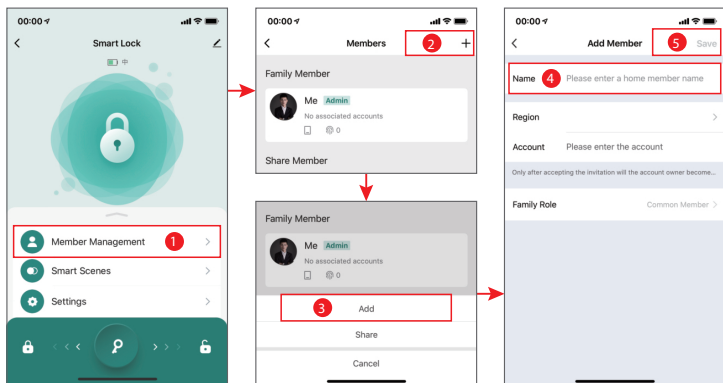 00:00
Smart Lock
中
1
Member Management
Smart Scenes
Settings
00:00
Members
2
+
Family Member
Me Admin
No associated accounts
0
Share Member
Family Member
Me Admin
No associated accounts
0
3
Add
Share
Cancel
00:00
Add Member
5
Save
Name
4
Please enter a home member name
Region
Account
Please enter the account
Only after accepting the invitation will the account owner become...
Family Role
Common Member